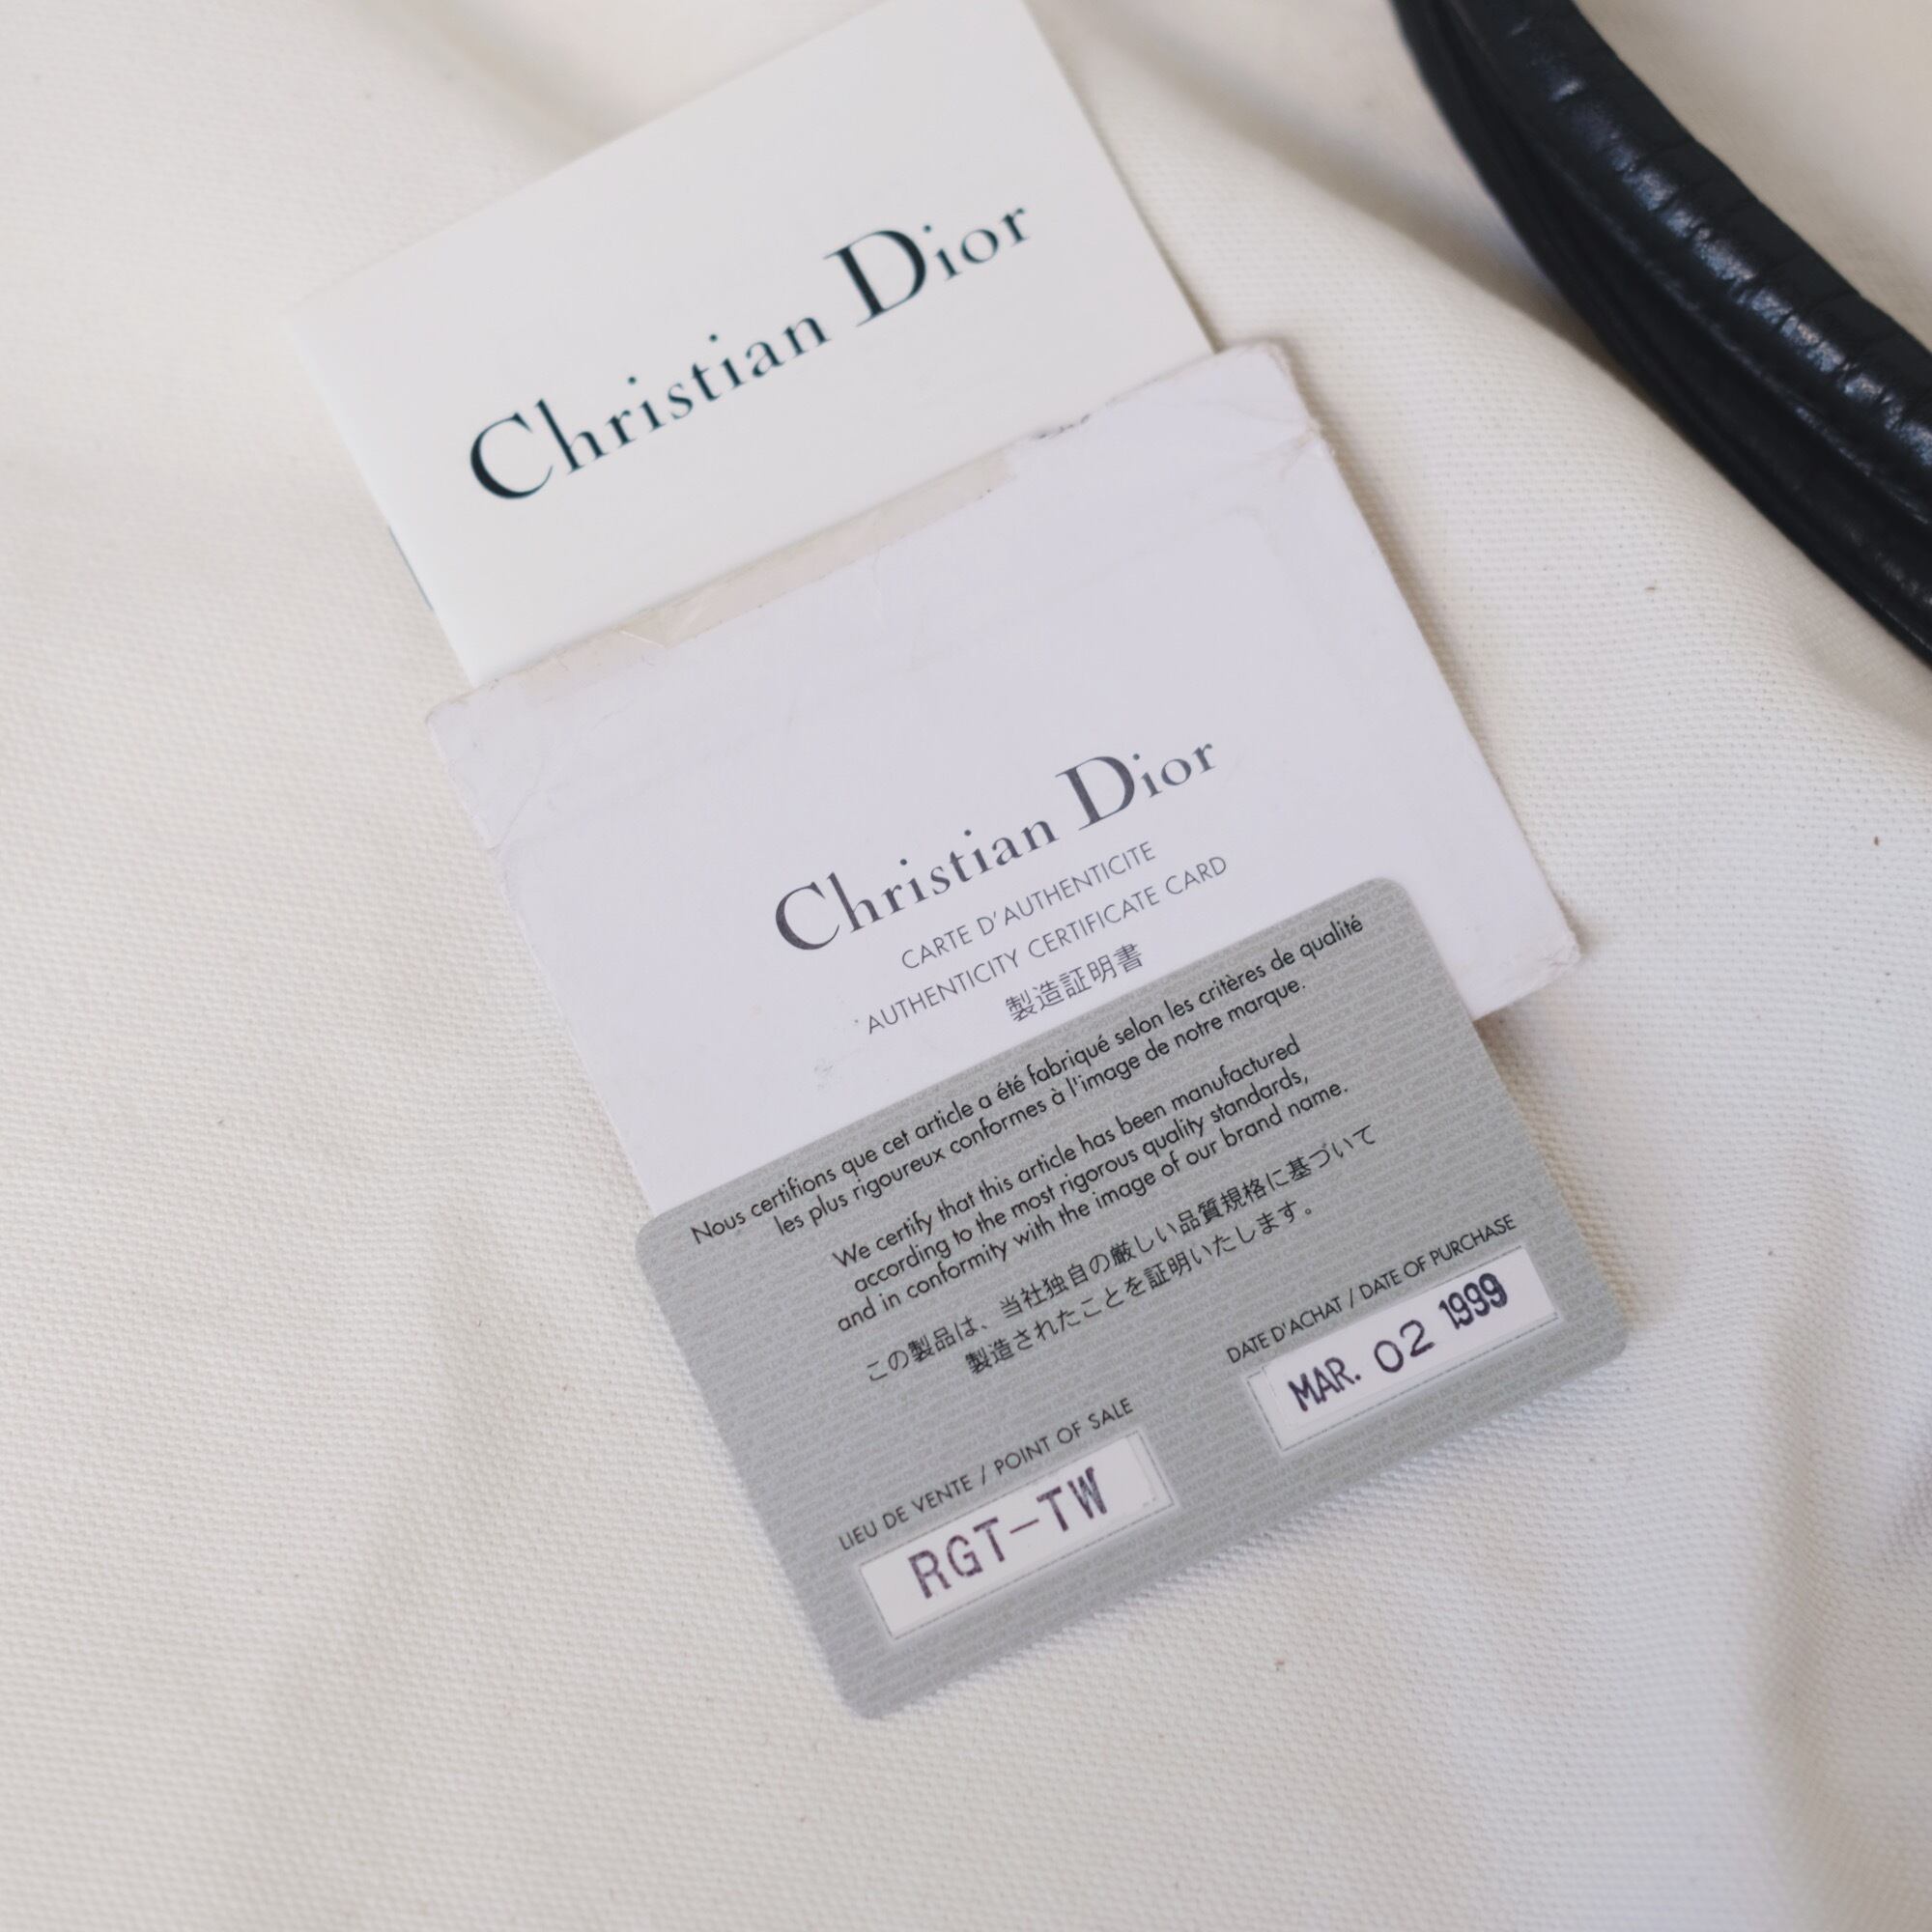 Christian Dior
Christian Dior
CARTE D'AUTHENTICITE
AUTHENTICITY CERTIFICATE CARD
製造証明書
Nous certifions que cet article a été fabriqué selon les critères de qualité
les plus rigoureux conformes à l'image de notre marque.
We certify that this article has been manufactured
according to the most rigorous quality standards,
and in conformity with the image of our brand name.
この製品は、当社独自の厳しい品質規格に基づいて
製造されたことを証明いたします。
LIEU DE VENTE / POINT OF SALE
RGT-TW
DATE D'ACHAT / DATE OF PURCHASE
MAR. 02 1999